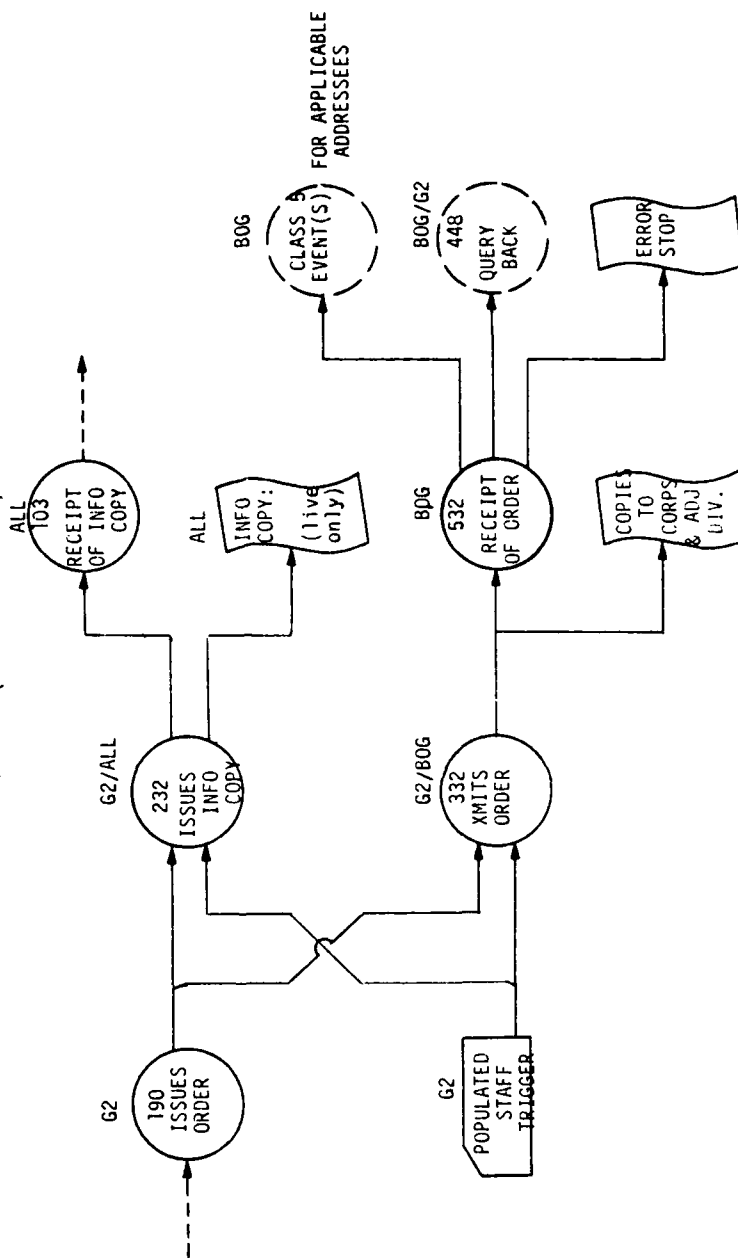 G2
190
ISSUES
ORDER
G2
POPULATED
STAFF
TRIGGER
G2/ALL
232
ISSUES
INFO
COPY
G2/BOG
332
XMITS
ORDER
ALL
103
RECEIPT
OF INFO
COPY
ALL
INFO
COPY:
(live
only)
BOG
532
RECEIPT
OF ORDER
COPIES
TO
CORPS
& ADJ
DIV.
BOG
CLASS 5
EVENT(S)
FOR APPLICABLE
ADDRESSEES
BOG/G2
448
QUERY
BACK
ERROR
STOP